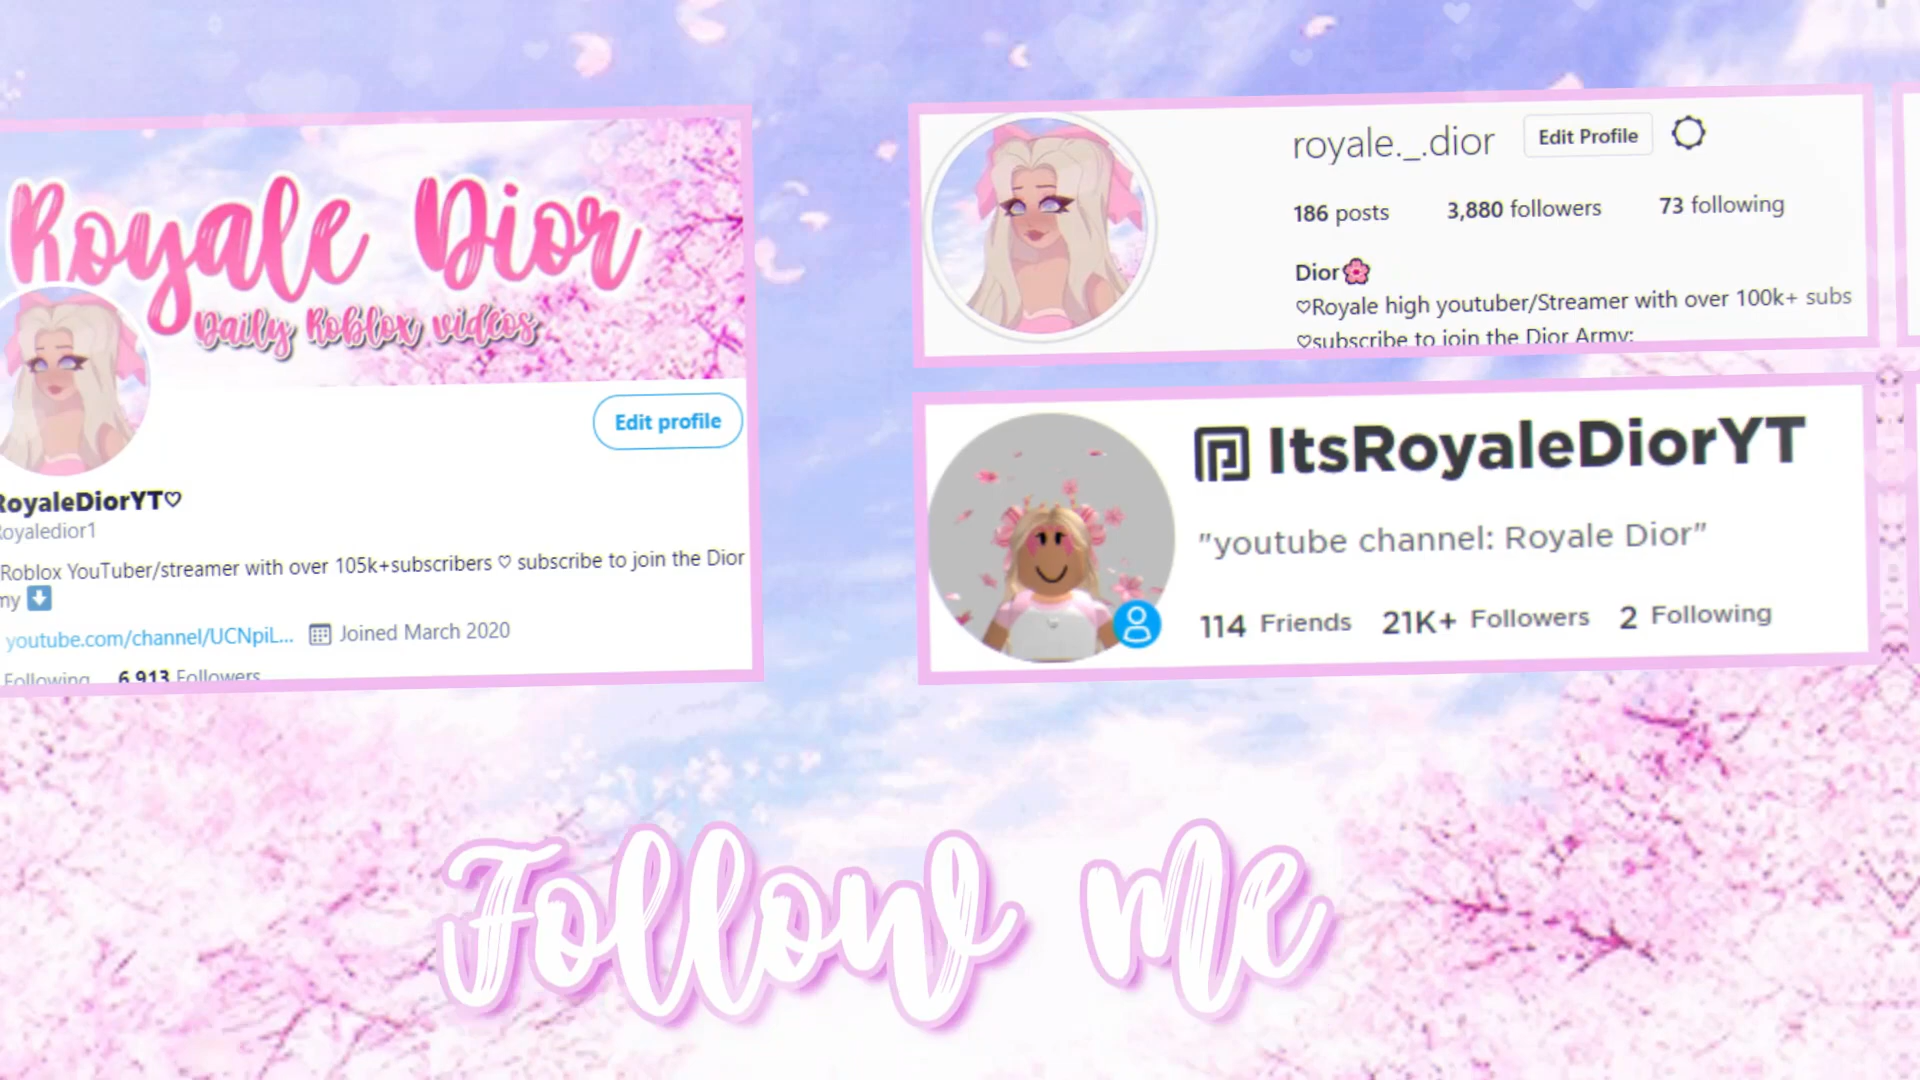 Royale Dior
Daily Roblox videos
Edit profile
RoyaleDiorYT♡
oyaledior1
Roblox YouTuber/streamer with over 105k+subscribers ♡ subscribe to join the Dior
my ⬇
youtube.com/channel/UCNpiL... Joined March 2020
Following 6,913 Followers
royale._.dior Edit Profile
186 posts 3,880 followers 73 following
Dior🌸
♡Royale high youtuber/Streamer with over 100k+ subs
♡subscribe to join the Dior Army:
ItsRoyaleDiorYT
"youtube channel: Royale Dior"
114 Friends 21K+ Followers 2 Following
Follow me